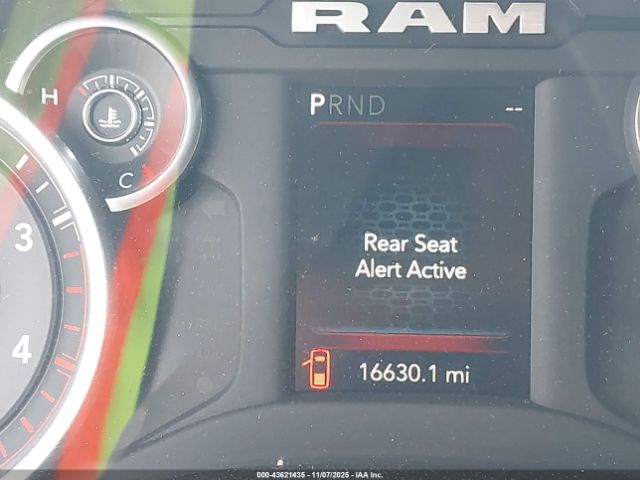 RAM
H
PRND
--
C
3
Rear Seat
Alert Active
4
16630.1 mi
000-43621435 - 11/07/2025 - IAA Inc.